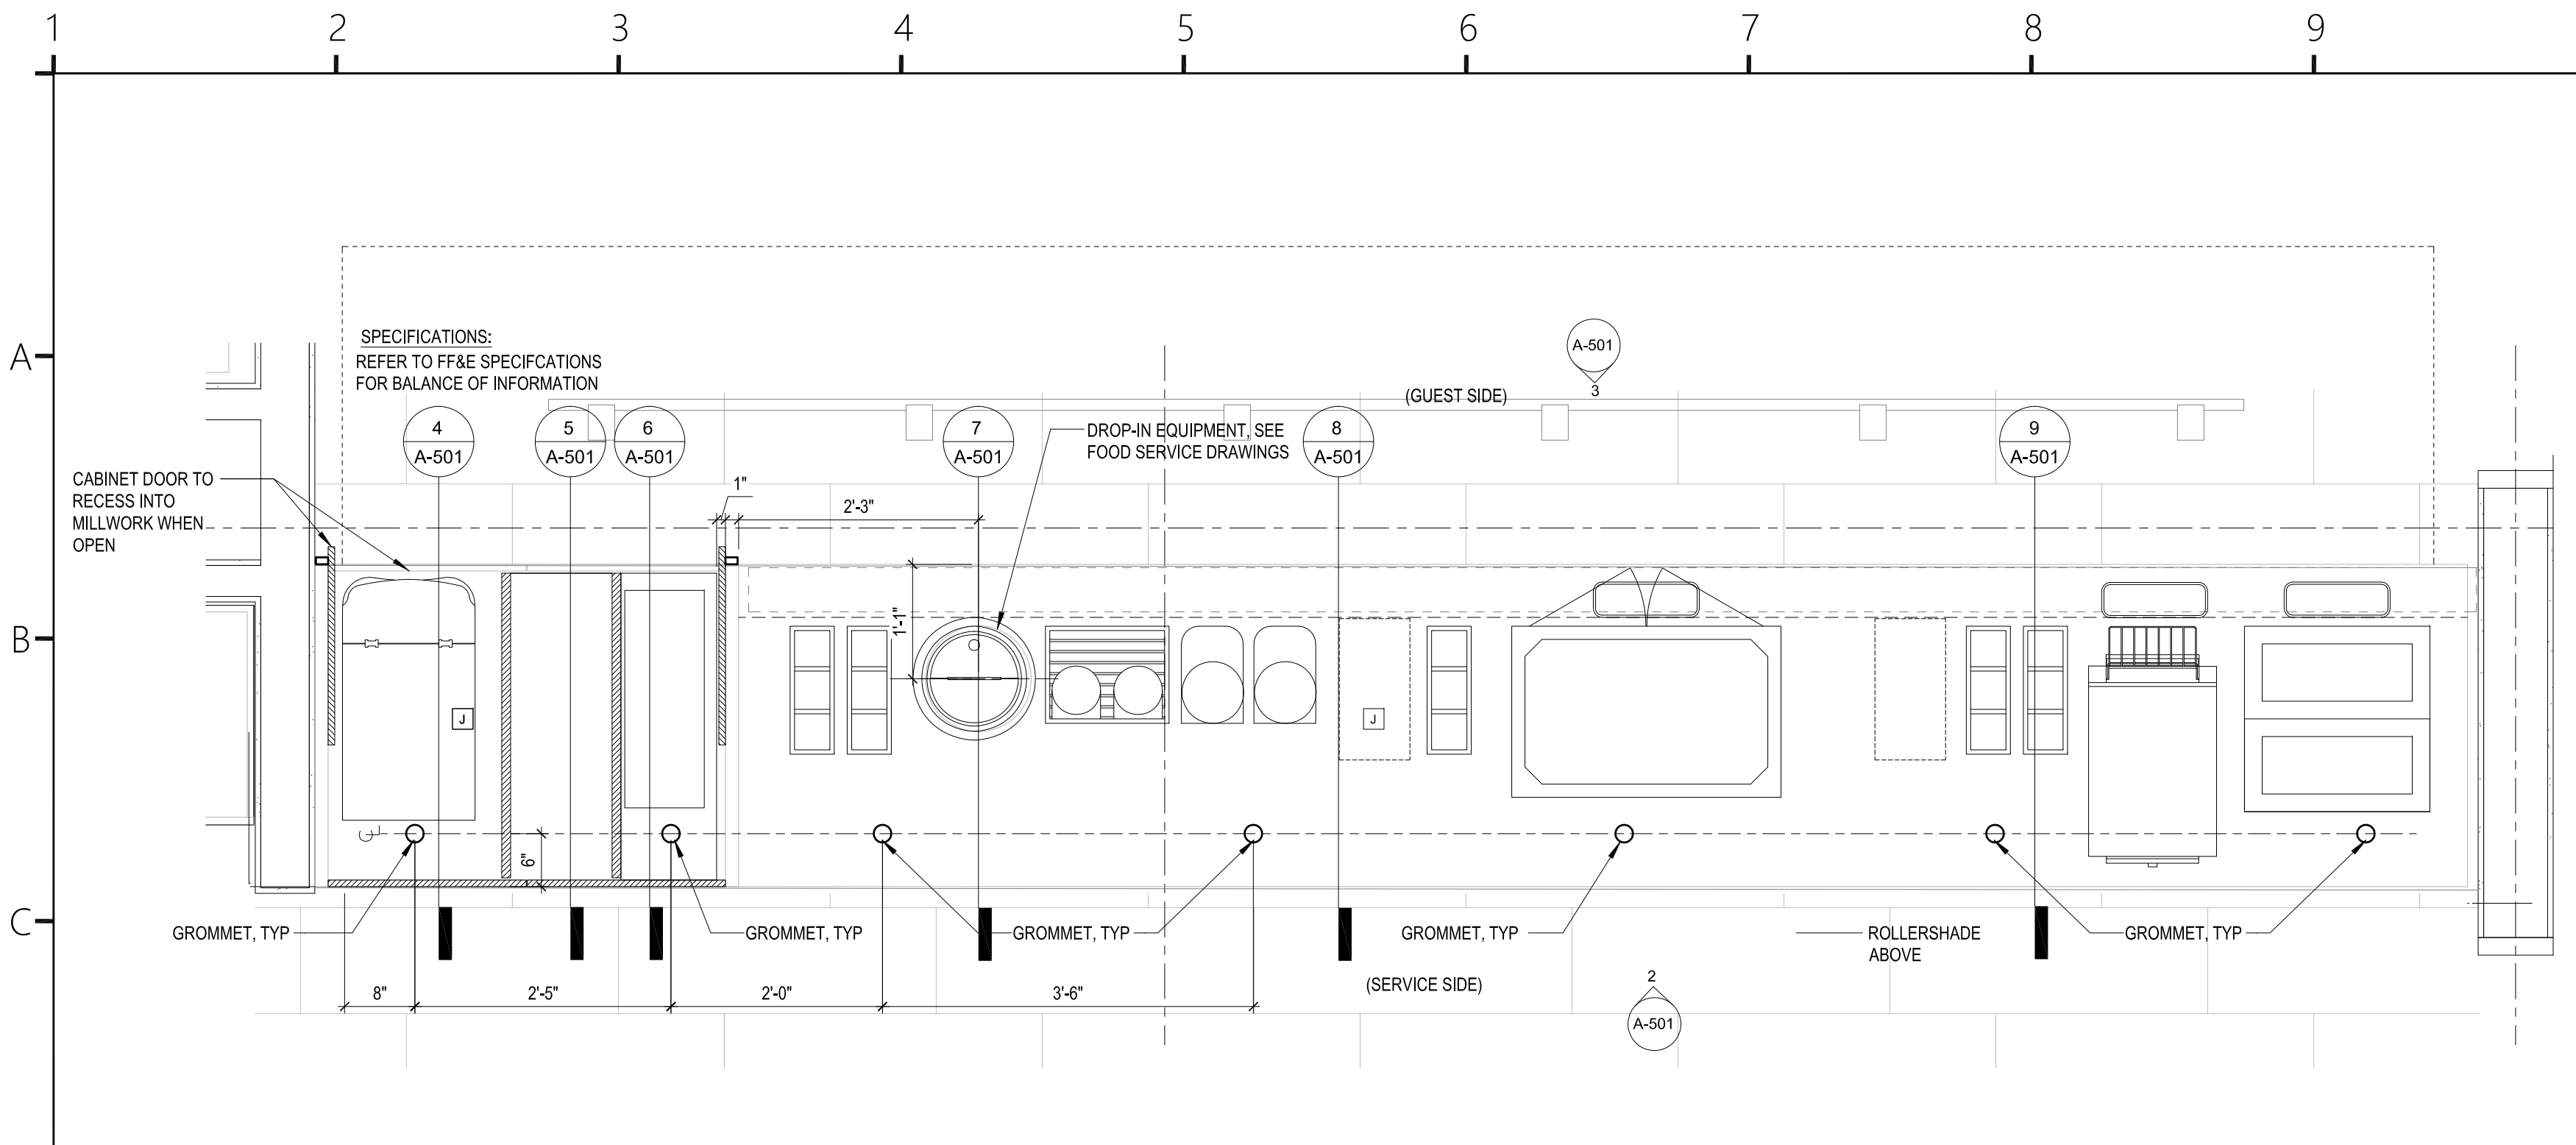 1 2 3 4 5 6 7 8 9
A
SPECIFICATIONS:
REFER TO FF&E SPECIFCATIONS
FOR BALANCE OF INFORMATION
A-501
3
(GUEST SIDE)
4
A-501
5
A-501
6
A-501
7
A-501
DROP-IN EQUIPMENT, SEE
FOOD SERVICE DRAWINGS
8
A-501
9
A-501
CABINET DOOR TO
RECESS INTO
MILLWORK WHEN
OPEN
1"
2'-3"
1'-1"
B
J
J
CL
6"
C
GROMMET, TYP
GROMMET, TYP
GROMMET, TYP
GROMMET, TYP
ROLLERSHADE
ABOVE
GROMMET, TYP
8"
2'-5"
2'-0"
3'-6"
(SERVICE SIDE)
2
A-501